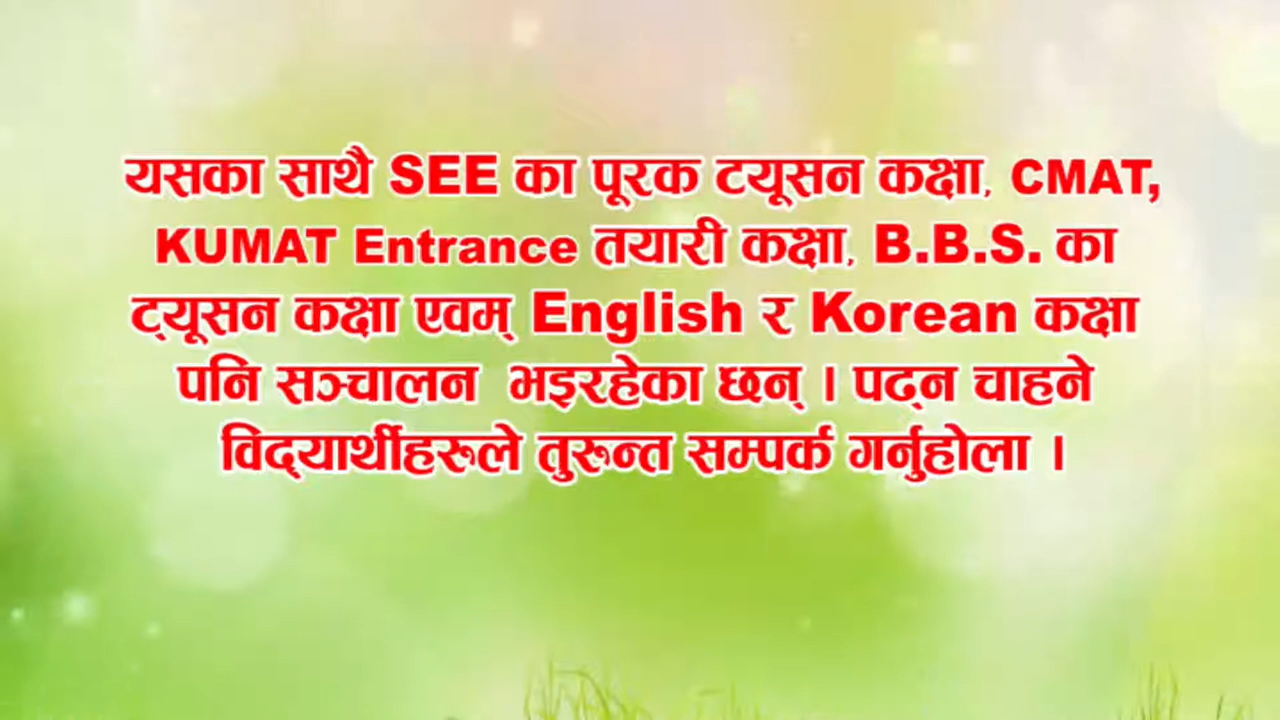 यसका साथै SEE का पूरक टयूसन कक्षा, CMAT,
KUMAT Entrance तयारी कक्षा, B.B.S. का
ट्यूसन कक्षा एवम् English र Korean कक्षा
पनि सञ्चालन भइरहेका छन् । पढ्न चाहने
विद्यार्थीहरूले तुरुन्त सम्पर्क गर्नुहोला ।